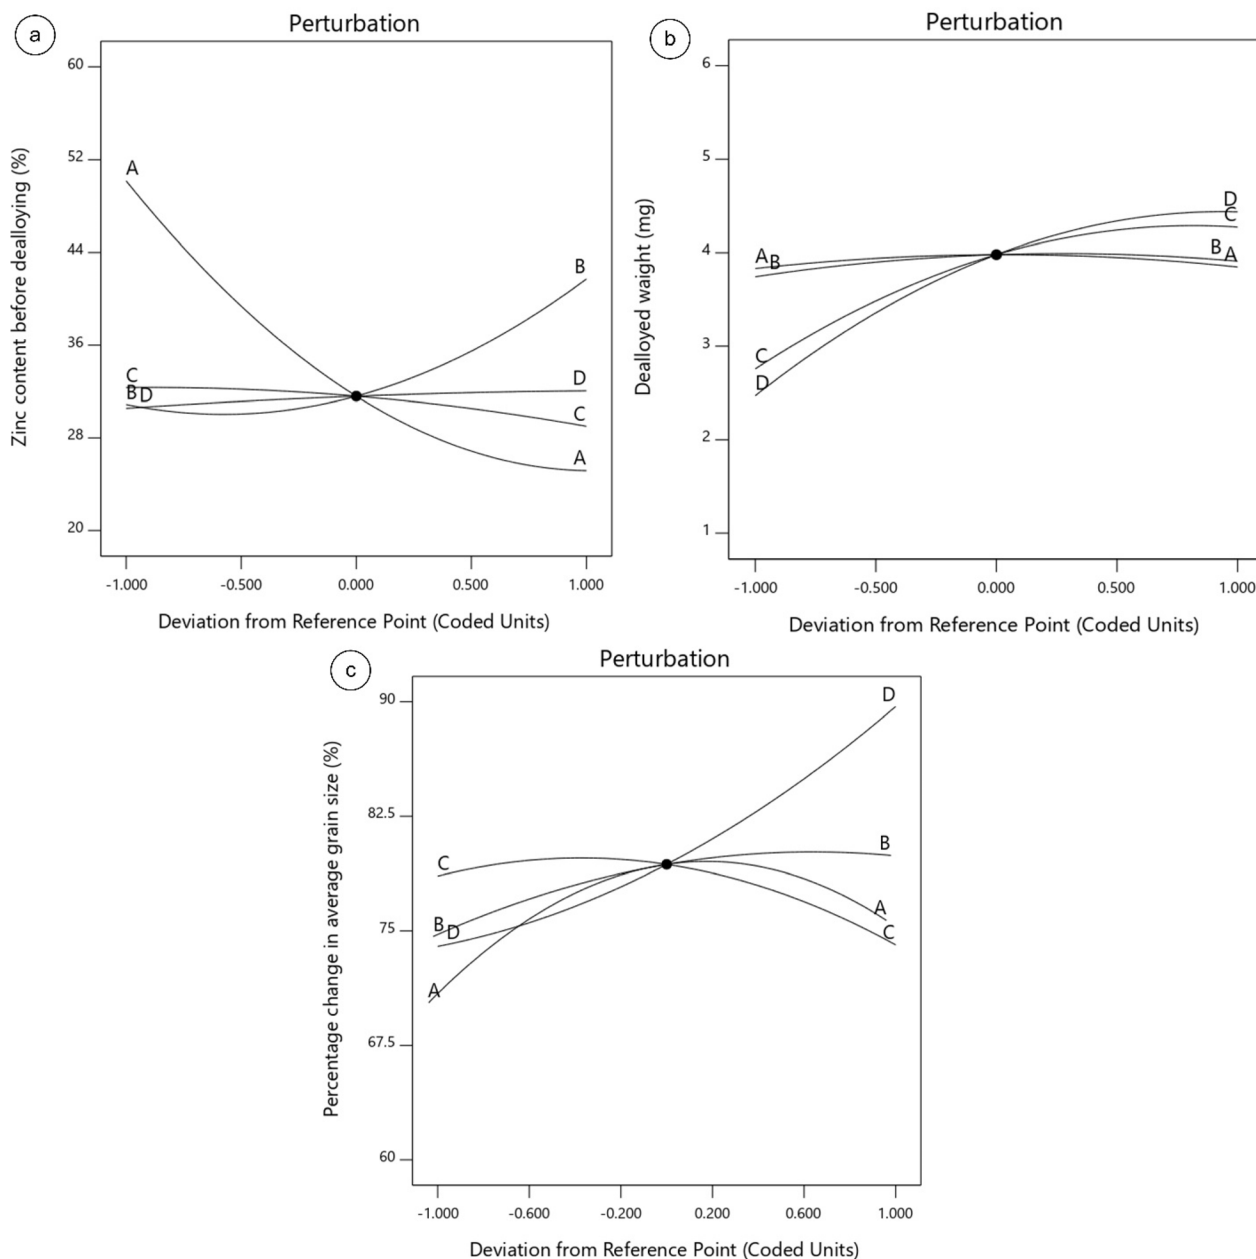 a
Perturbation
60
52
44
36
28
20
Zinc content before dealloying (%)
A
B
C
B D
D
C
A
-1.000
-0.500
0.000
0.500
1.000
Deviation from Reference Point (Coded Units)
b
Perturbation
6
5
4
3
2
1
Dealloyed waight (mg)
A B
C
D
D
C
B A
-1.000
-0.500
0.000
0.500
1.000
Deviation from Reference Point (Coded Units)
c
Perturbation
90
82.5
75
67.5
60
Percentage change in average grain size (%)
D
C
B
B D
A
C
A
-1.000
-0.600
-0.200
0.200
0.600
1.000
Deviation from Reference Point (Coded Units)